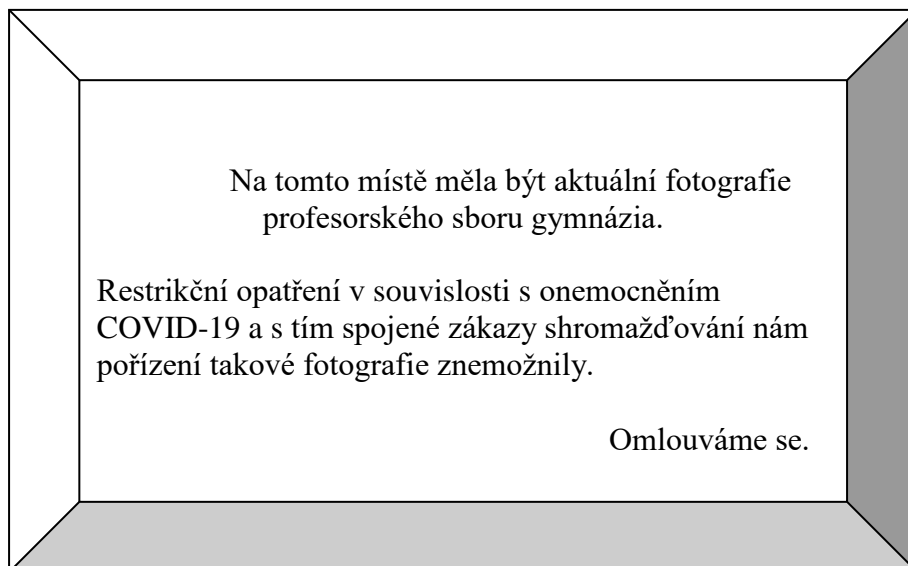 Na tomto místě měla být aktuální fotografie
profesorského sboru gymnázia.
Restrikční opatření v souvislosti s onemocněním
COVID-19 a s tím spojené zákazy shromažďování nám
pořízení takové fotografie znemožnily.
Omlouváme se.